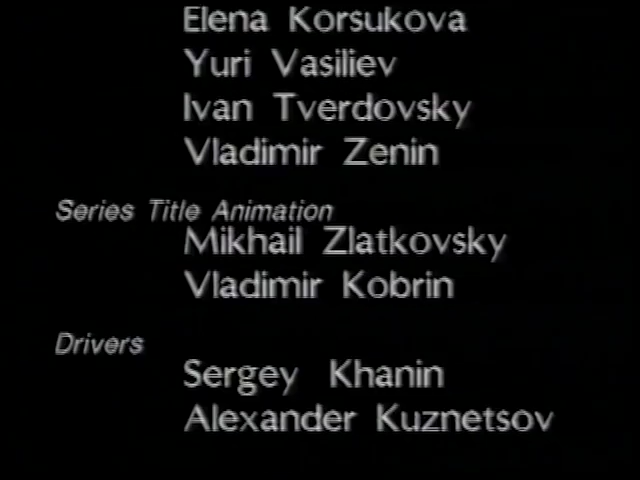 Elena Korsukova
Yuri Vasiliev
Ivan Tverdovsky
Vladimir Zenin
Series Title Animation
Mikhail Zlatkovsky
Vladimir Kobrin
Drivers
Sergey Khanin
Alexander Kuznetsov